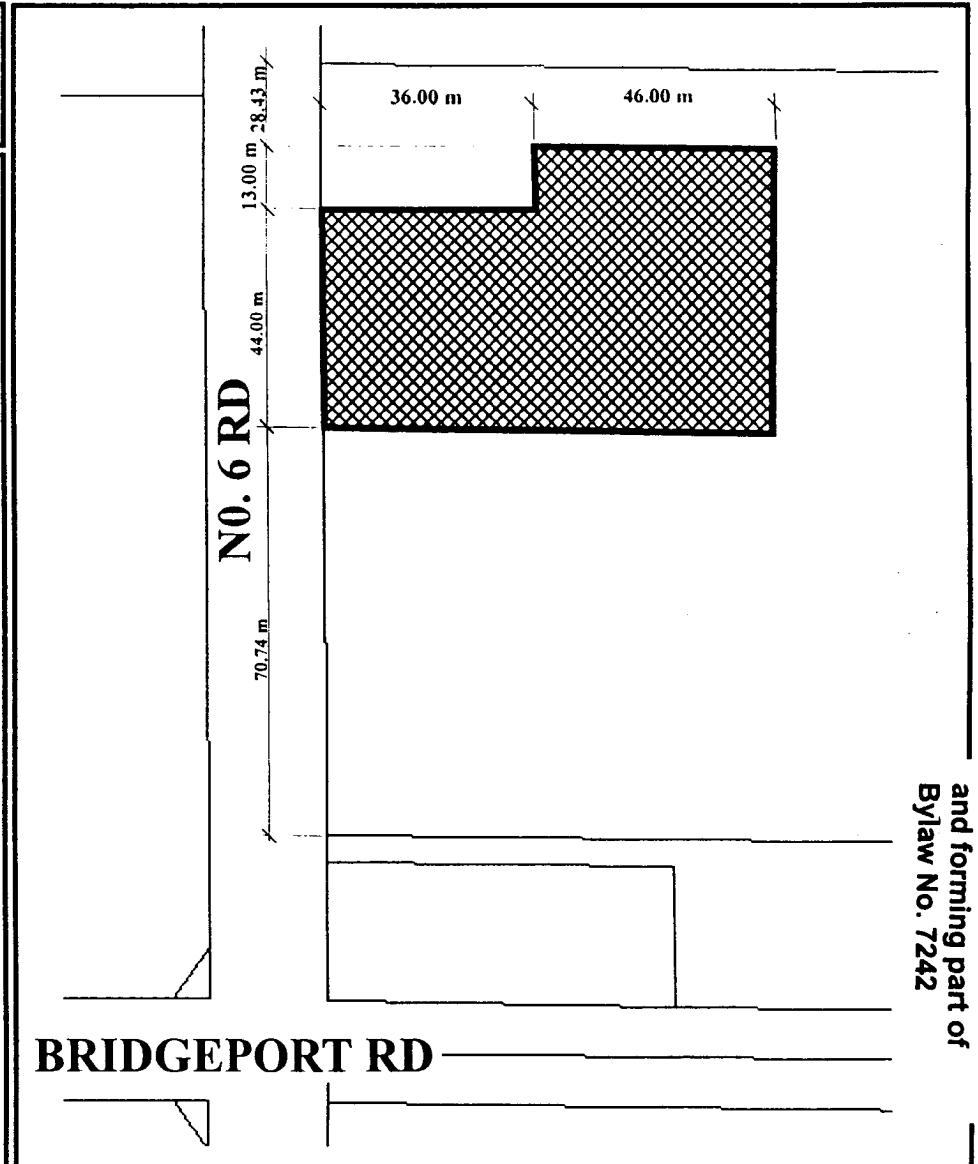 36.00 m
46.00 m
28.43 m
13.00 m
44.00 m
N0. 6 RD
70.74 m
and forming part of
Bylaw No. 7242
BRIDGEPORT RD